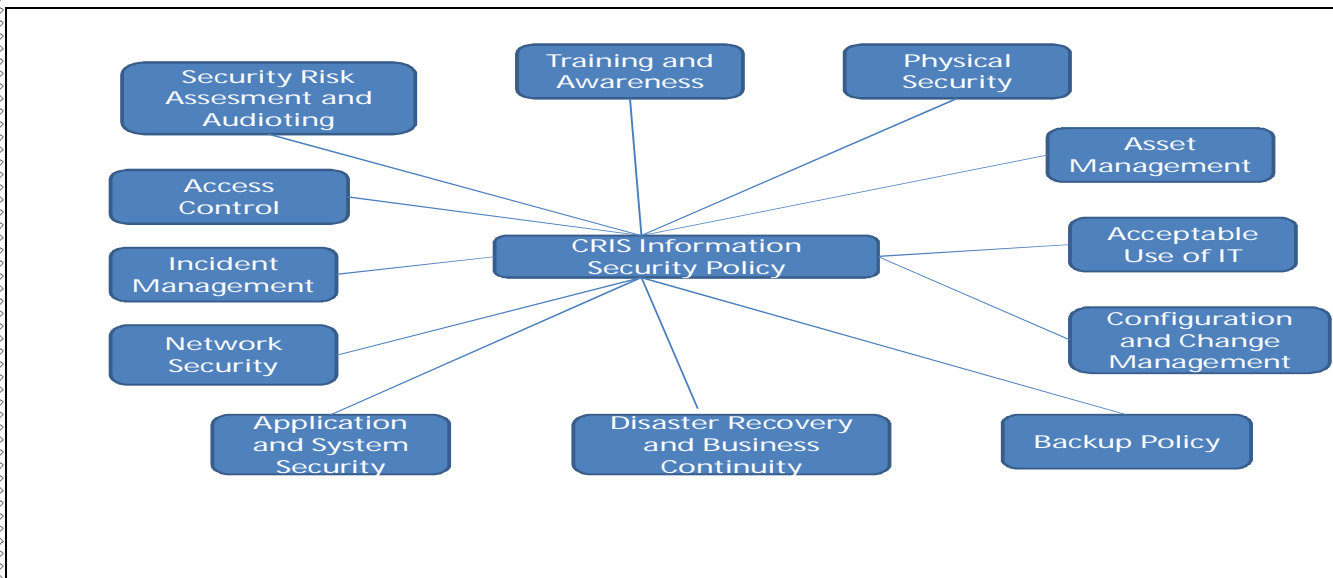 Security Risk
Assesment and
Audioting
Training and
Awareness
Physical
Security
Asset
Management
Access
Control
CRIS Information
Security Policy
Acceptable
Use of IT
Incident
Management
Configuration
and Change
Management
Network
Security
Application
and System
Security
Disaster Recovery
and Business
Continuity
Backup Policy